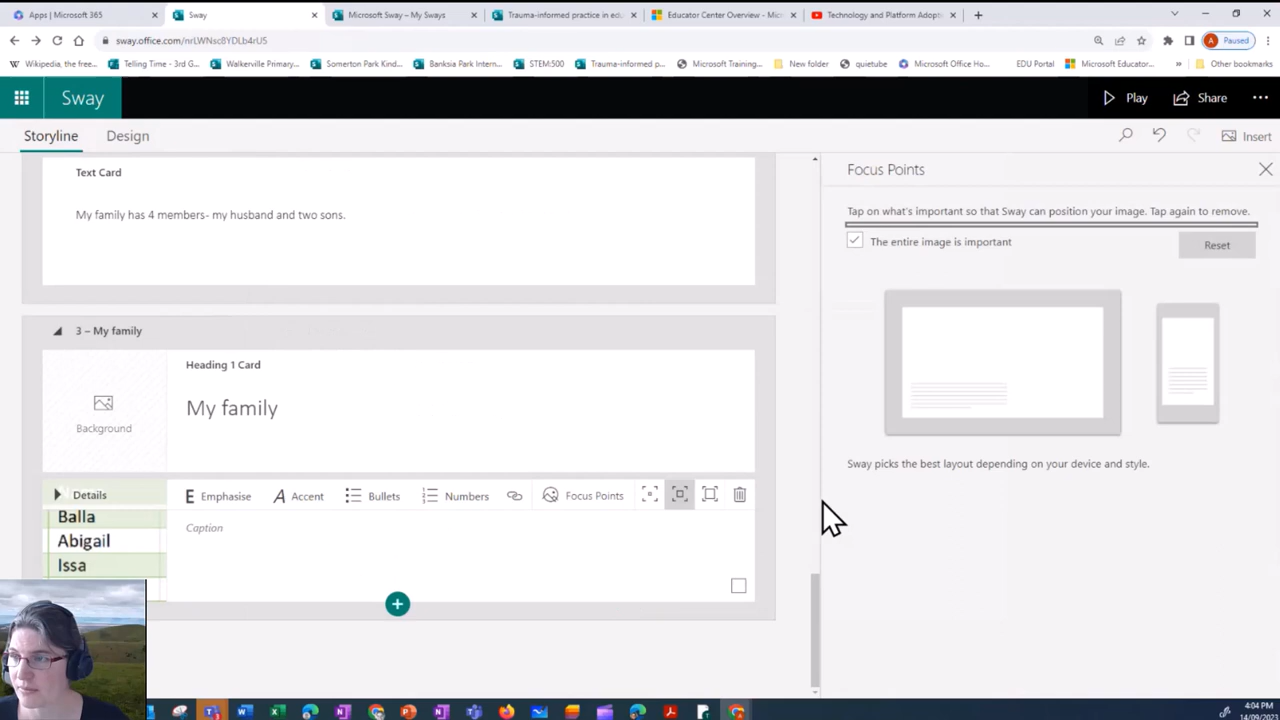 Apps | Microsoft 365
Sway
Microsoft Sway – My Sways
Trauma-informed practice in edu
Educator Center Overview - Micr
Technology and Platform Adopti
sway.office.com/nrLWNsc8YDLb4rUS
Paused
Wikipedia, the free...
Telling Time - 3rd G...
Walkerville Primary...
Somerton Park Kind...
Banksia Park Intern...
STEM:500
Trauma-informed p...
Microsoft Training...
New folder
quietube
Microsoft Office Ho...
EDU Portal
Microsoft Educator...
Other bookmarks
Sway
Play
Share
Storyline
Design
Insert
Text Card
My family has 4 members- my husband and two sons.
3 – My family
Heading 1 Card
My family
Background
Details
Emphasise
Accent
Bullets
Numbers
Focus Points
Balla
Abigail
Issa
Caption
Focus Points
Tap on what's important so that Sway can position your image. Tap again to remove.
The entire image is important
Reset
Sway picks the best layout depending on your device and style.
4:04 PM
14/09/2023